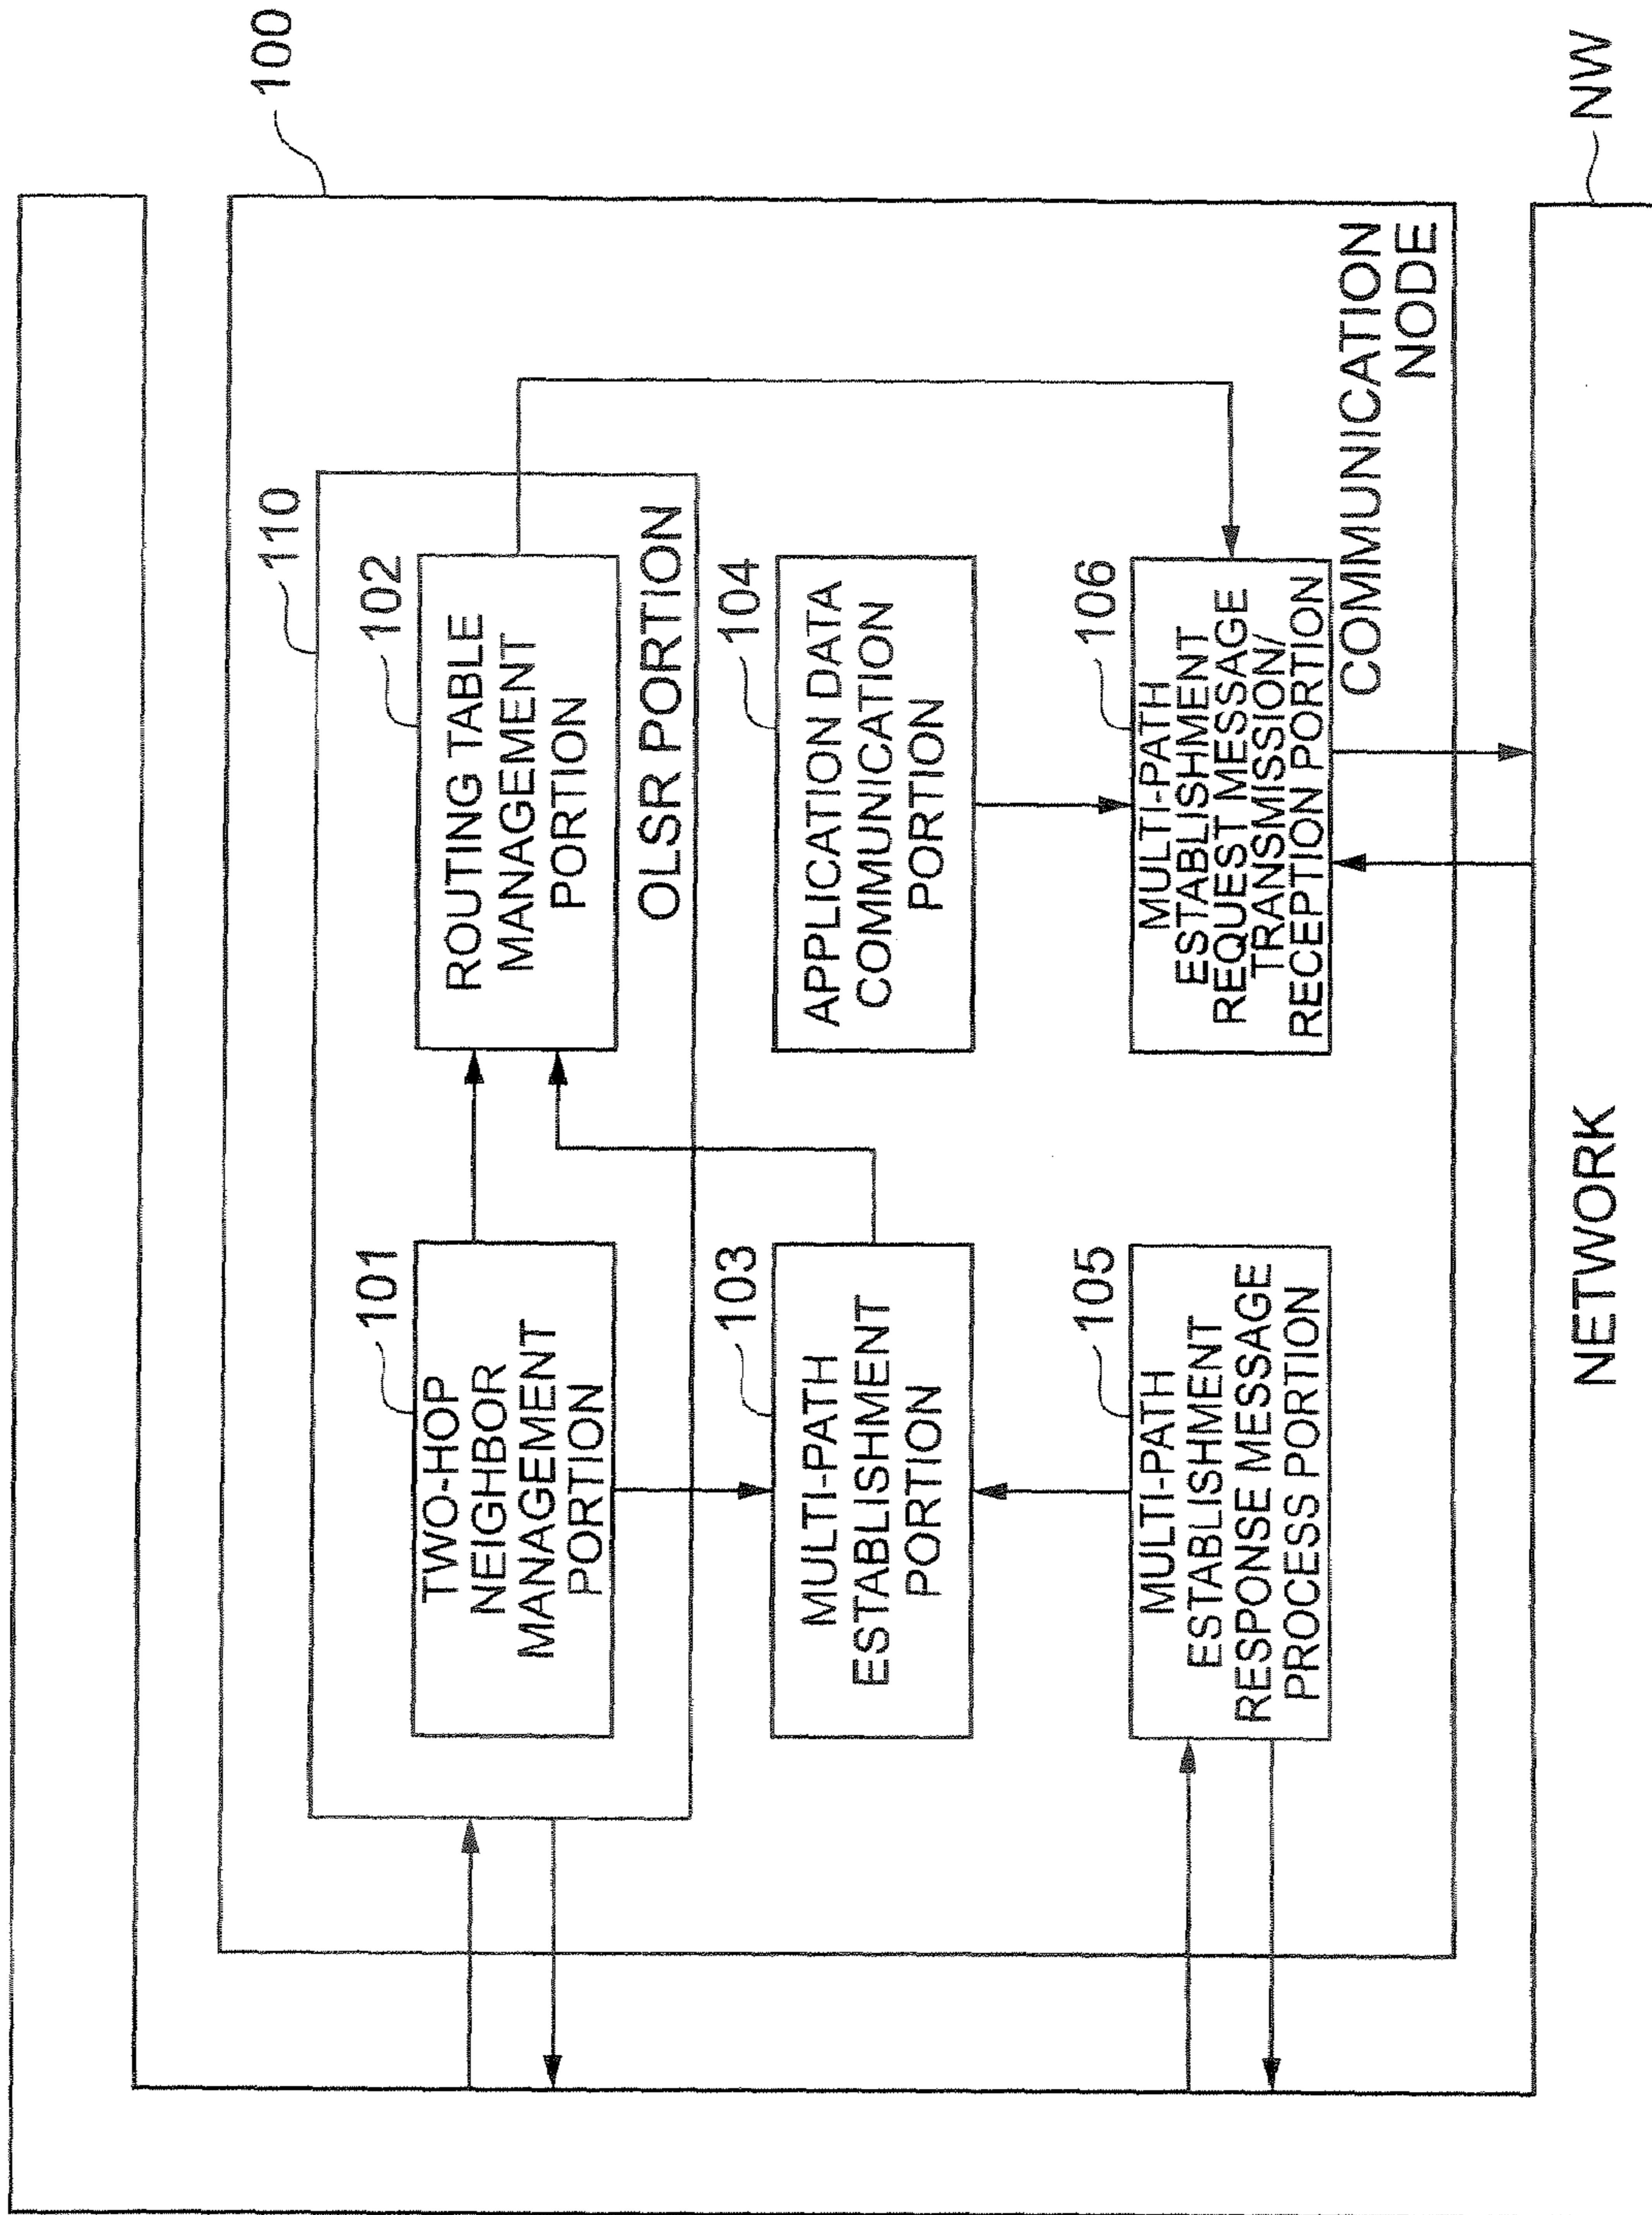 100
110
101
TWO-HOP
NEIGHBOR
MANAGEMENT
PORTION
102
ROUTING TABLE
MANAGEMENT
PORTION
OLSR PORTION
103
MULTI-PATH
ESTABLISHMENT
PORTION
104
APPLICATION DATA
COMMUNICATION
PORTION
105
MULTI-PATH
ESTABLISHMENT
RESPONSE MESSAGE
PROCESS PORTION
106
MULTI-PATH
ESTABLISHMENT
REQUEST MESSAGE
TRANSMISSION/
RECEPTION PORTION
COMMUNICATION
NODE
NETWORK
NW